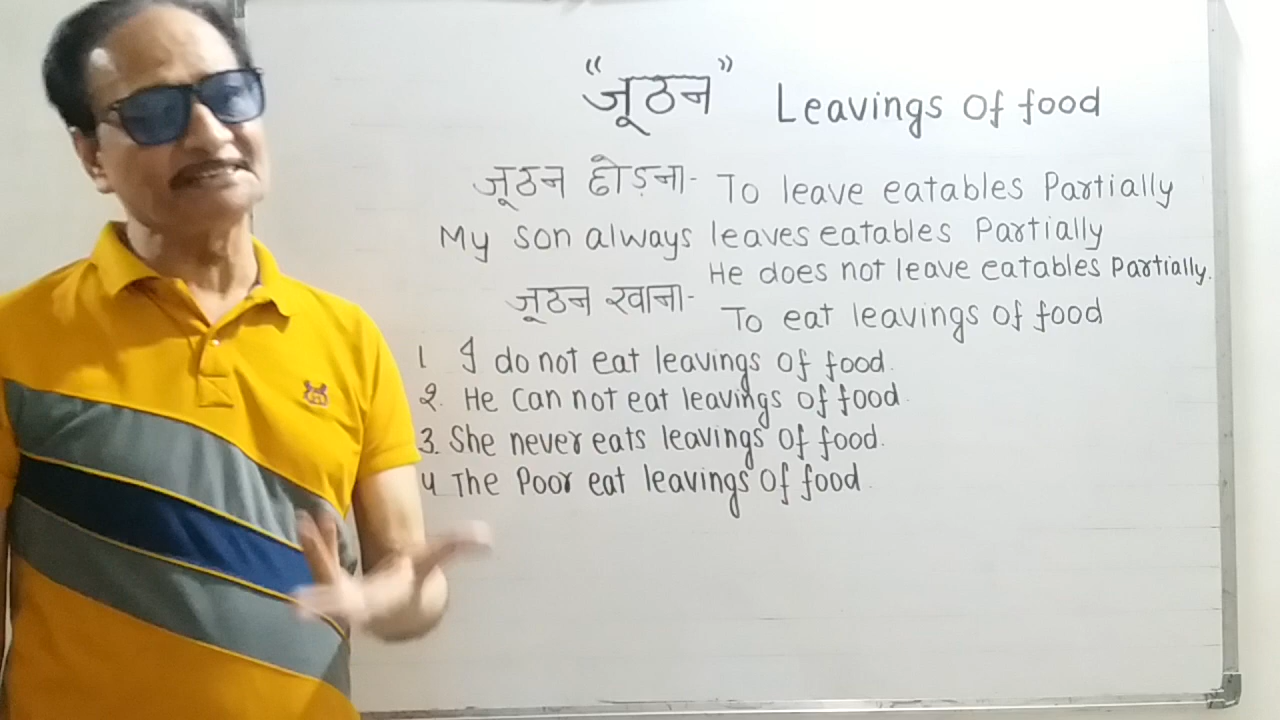 "जूठन" Leavings of food
जूठन छोड़ना- To leave eatables Partially
My son always leaves eatables Partially
He does not leave eatables Partially.
जूठन खाना- To eat leavings of food
1 I do not eat leavings of food.
2. He Can not eat leavings of food.
3. She never eats leavings of food.
4 The Poor eat leavings of food.